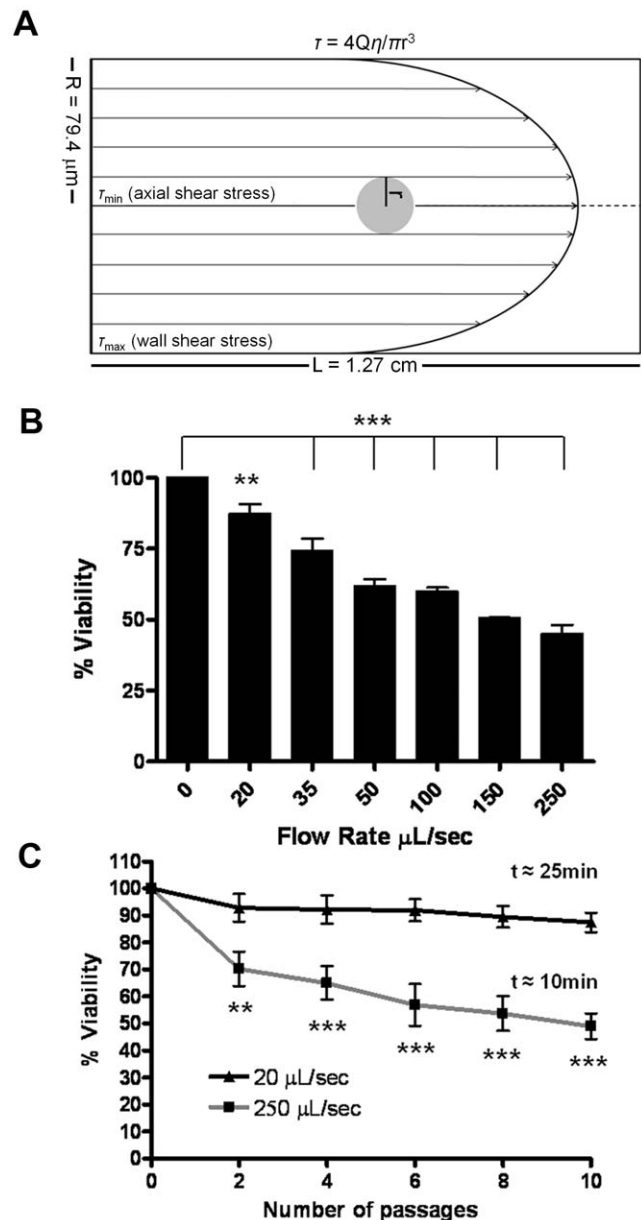 A
τ = 4Qη/πr³
R = 79.4 μm
τmin (axial shear stress)
r
τmax (wall shear stress)
L = 1.27 cm
B
***
**
100
75
50
25
0
% Viability
0 20 35 50 100 150 250
Flow Rate μL/sec
C
110
100
90
80
70
60
50
40
30
20
10
0
% Viability
t ≈ 25min
t ≈ 10min
** *** *** *** ***
20 μL/sec
250 μL/sec
0 2 4 6 8 10
Number of passages